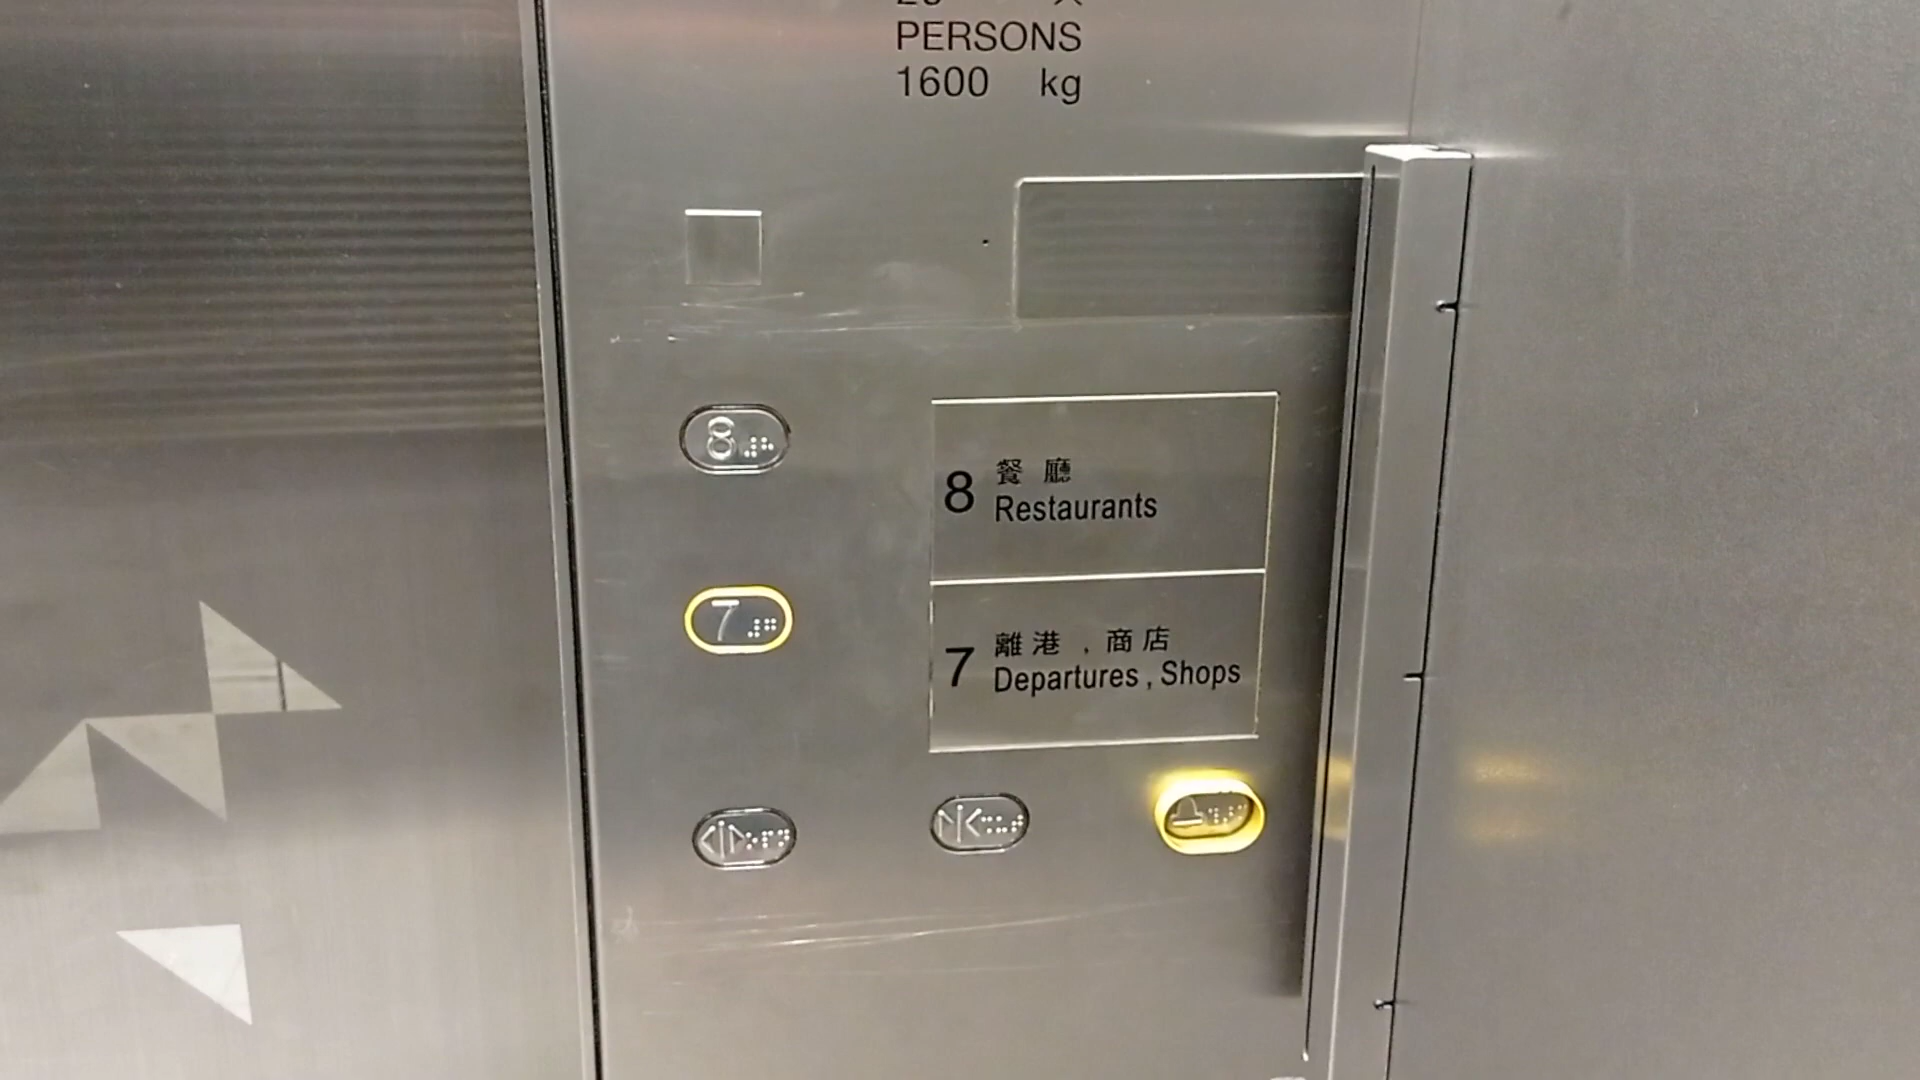 PERSONS
1600 kg
8
8 餐廳
Restaurants
7
7 離港，商店
Departures, Shops